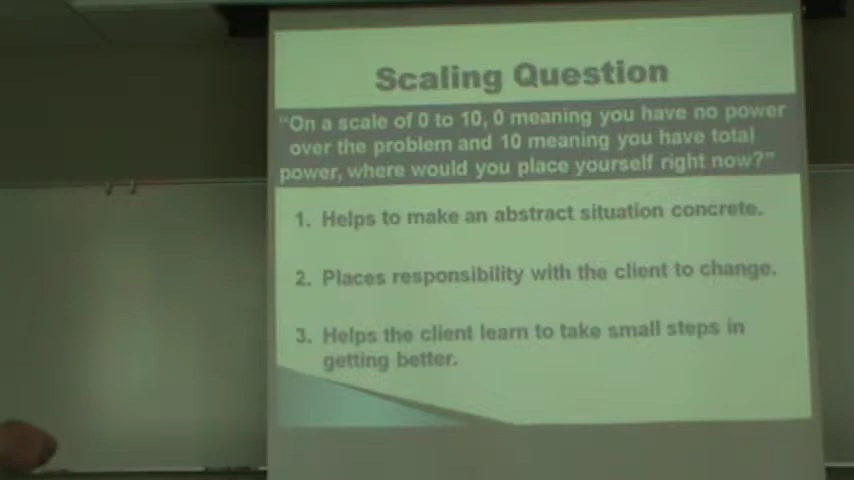 Scaling Question
"On a scale of 0 to 10, 0 meaning you have no power
over the problem and 10 meaning you have total
power, where would you place yourself right now?"
1. Helps to make an abstract situation concrete.
2. Places responsibility with the client to change.
3. Helps the client learn to take small steps in
getting better.